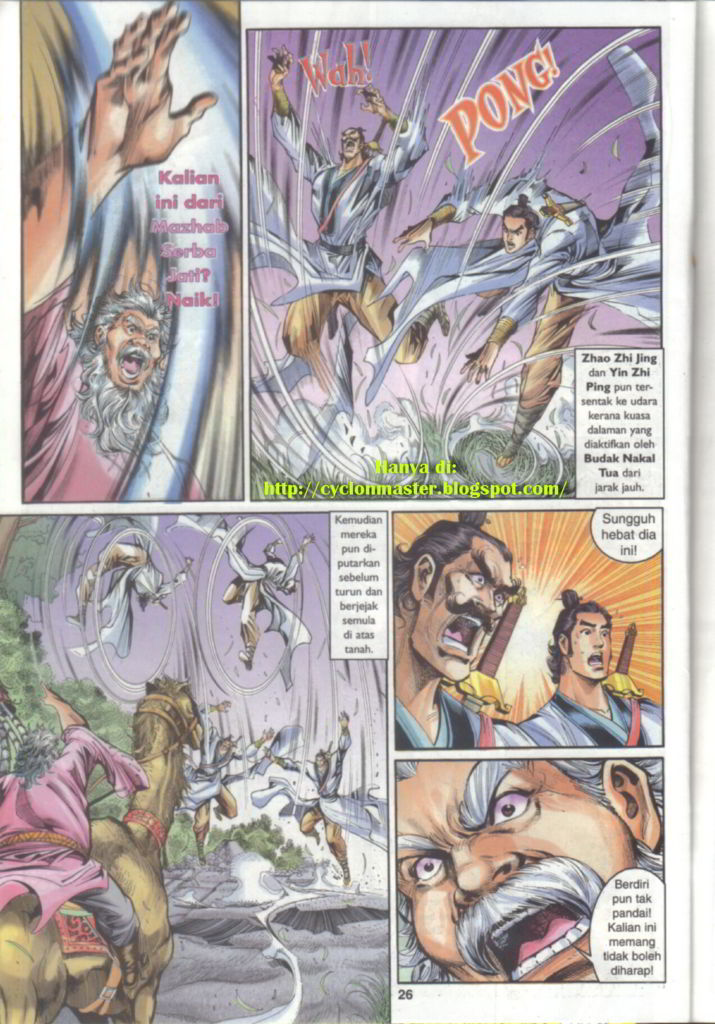 Kalian
ini dari
Mazhab
Serba
Jati?
Naik!
Wah!
PONG!
Zhao Zhi Jing
dan Yin Zhi
Ping pun ter-
sentak ke udara
kerana kuasa
dalaman yang
diaktifkan oleh
Budak Nakal
Tua dari
jarak jauh.
Hanya di:
http://cyclonmaster.blogspot.com/
Kemudian
mereka
pun di-
putarkan
sebelum
turun dan
berjejak
semula
di atas
tanah.
Sungguh
hebat dia
ini!
Berdiri
pun tak
pandai!
Kalian ini
memang
tidak boleh
diharap!
26